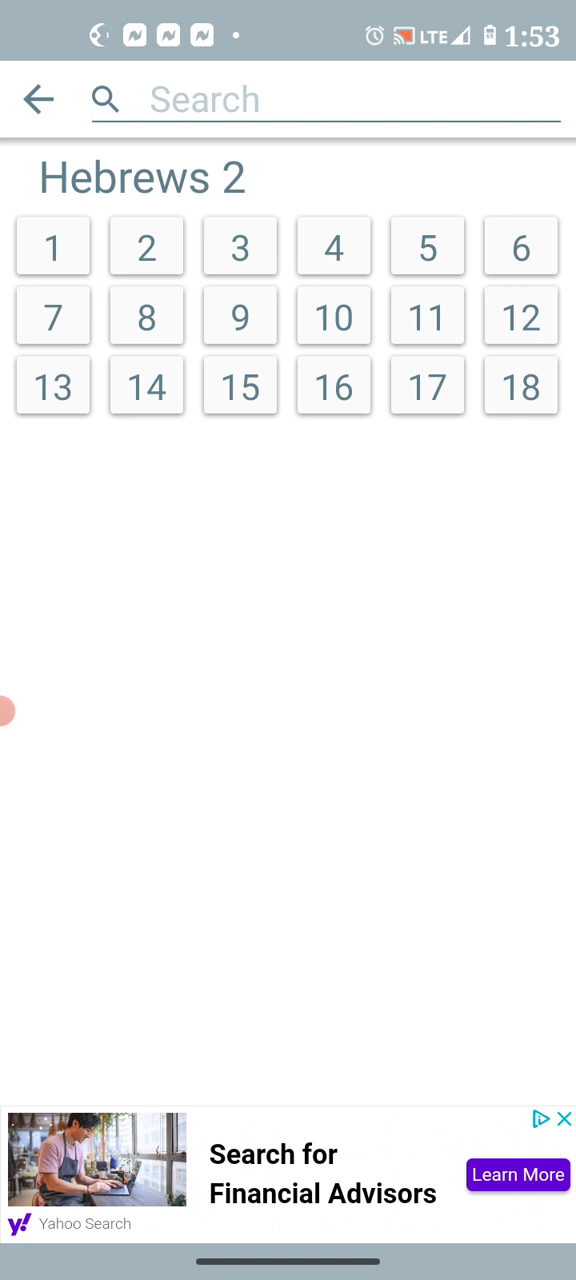 LTE 1:53
Search
Hebrews 2
1 2 3 4 5 6
7 8 9 10 11 12
13 14 15 16 17 18
Search for
Financial Advisors
Learn More
y! Yahoo Search